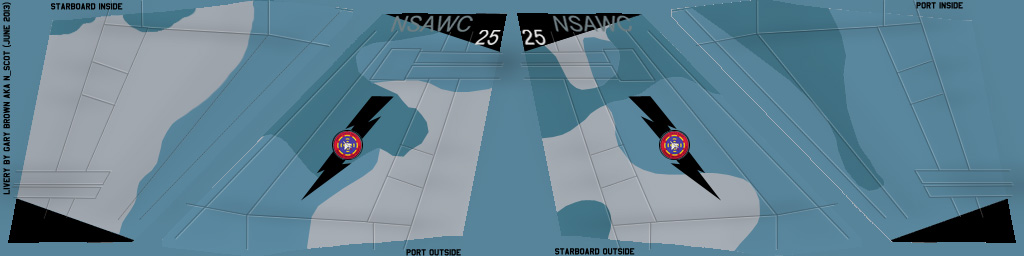 STARBOARD INSIDE
PORT INSIDE
NSAWC
25
NSAWC
25
LIVERY BY GARY BROWN AKA N_SCOT (JUNE 2013)
PORT OUTSIDE
STARBOARD OUTSIDE